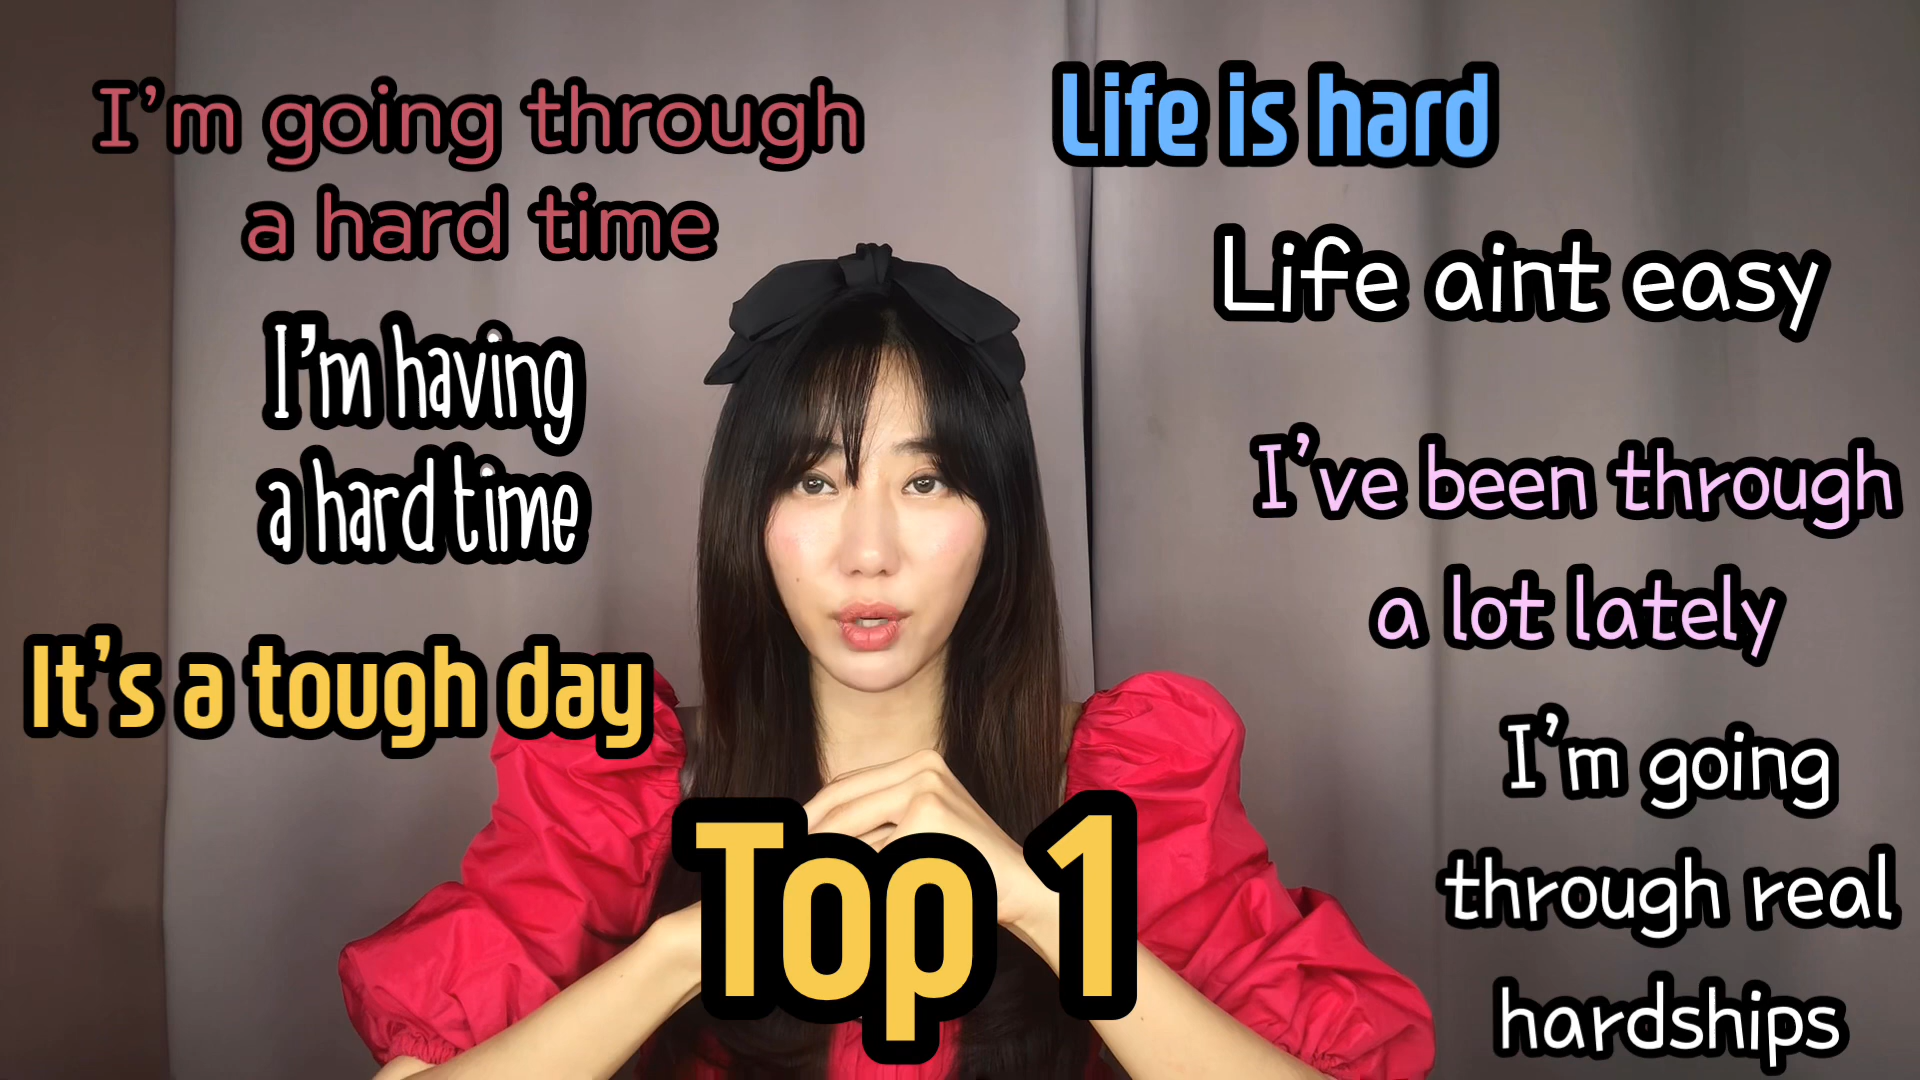 I'm going through
a hard time
I'm having
a hard time
It's a tough day
Life is hard
Life aint easy
I've been through
a lot lately
I'm going
through real
hardships
Top 1